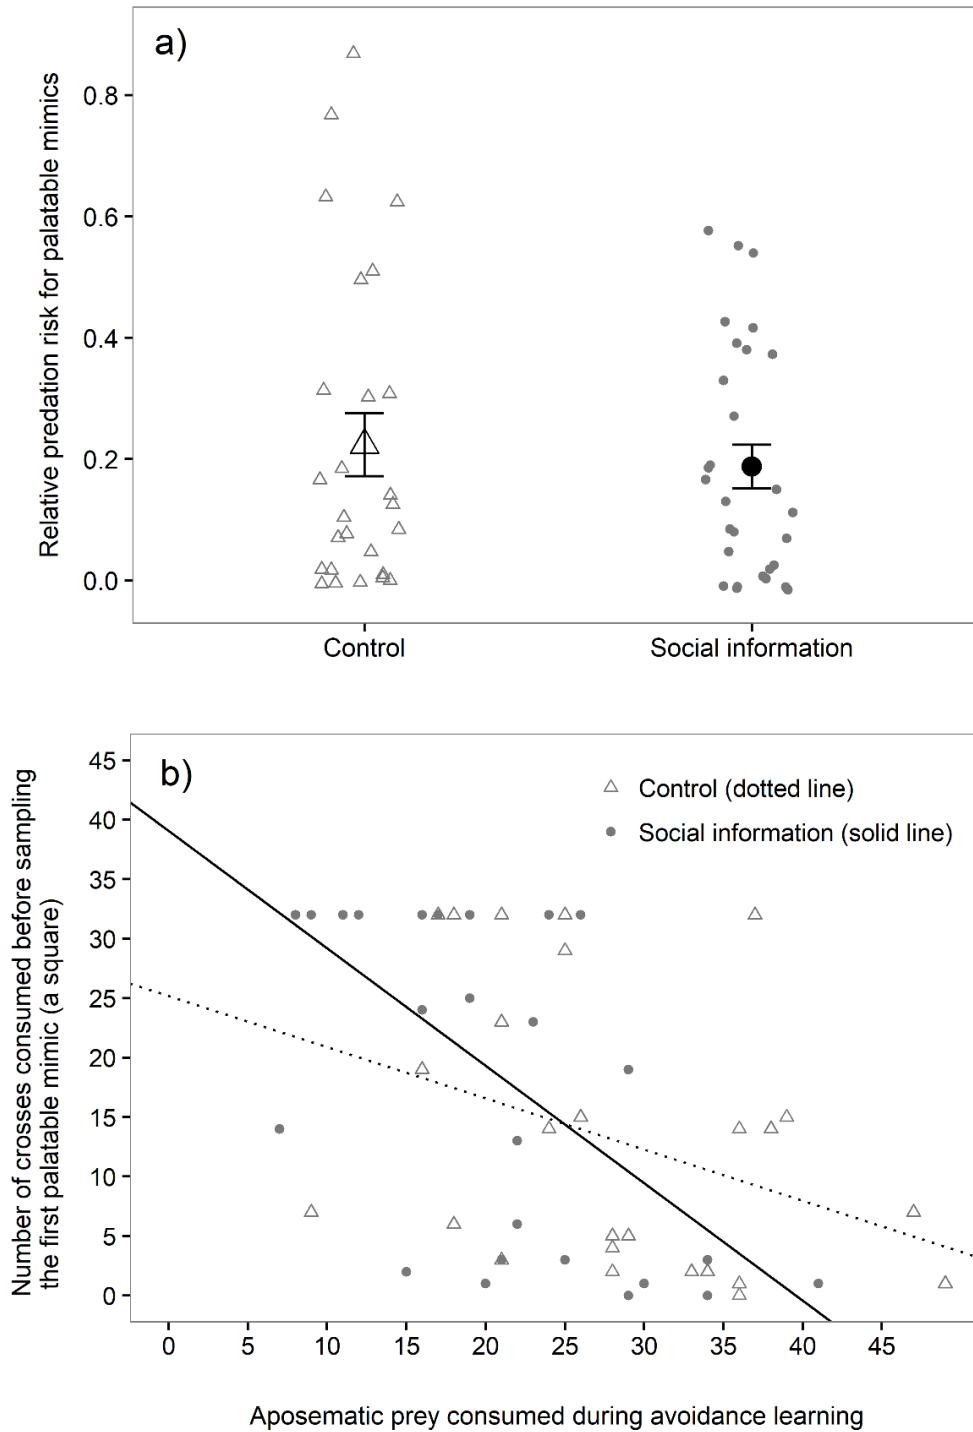 a)
Relative predation risk for palatable mimics
0.8
0.6
0.4
0.2
0.0
Control
Social information
b)
Control (dotted line)
Social information (solid line)
Number of crosses consumed before sampling
the first palatable mimic (a square)
45
40
35
30
25
20
15
10
5
0
0 5 10 15 20 25 30 35 40 45
Aposematic prey consumed during avoidance learning